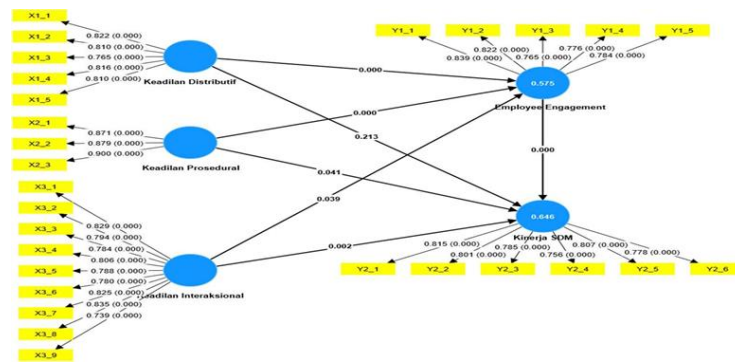 X1_1
X1_2
X1_3
X1_4
X1_5
0.822 (0.000)
0.810 (0.000)
0.765 (0.000)
0.816 (0.000)
0.810 (0.000)
Keadilan Distributif
X2_1
X2_2
X2_3
0.871 (0.000)
0.879 (0.000)
0.900 (0.000)
Keadilan Prosedural
X3_1
X3_2
X3_3
X3_4
X3_5
X3_6
X3_7
X3_8
X3_9
0.829 (0.000)
0.794 (0.000)
0.784 (0.000)
0.806 (0.000)
0.788 (0.000)
0.780 (0.000)
0.825 (0.000)
0.835 (0.000)
0.739 (0.000)
Keadilan Interaksional
0.000
0.213
0.000
0.041
0.039
0.002
Y1_1
Y1_2
Y1_3
Y1_4
Y1_5
0.839 (0.000)
0.822 (0.000)
0.765 (0.000)
0.776 (0.000)
0.784 (0.000)
0.575
Employee Engagement
0.000
0.646
Kinerja SDM
0.815 (0.000)
0.801 (0.000)
0.785 (0.000)
0.756 (0.000)
0.807 (0.000)
0.778 (0.000)
Y2_1
Y2_2
Y2_3
Y2_4
Y2_5
Y2_6